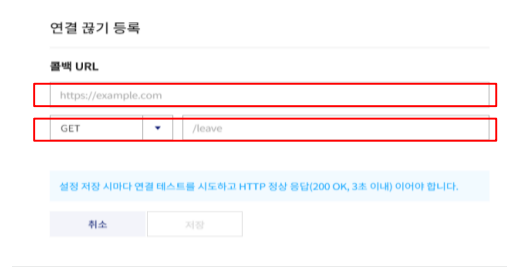 연결 끊기 등록
콜백 URL
https://example.com
GET /leave
설정 저장 시마다 연결 테스트를 시도하고 HTTP 정상 응답(200 OK, 3초 이내) 이어야 합니다.
취소 저장